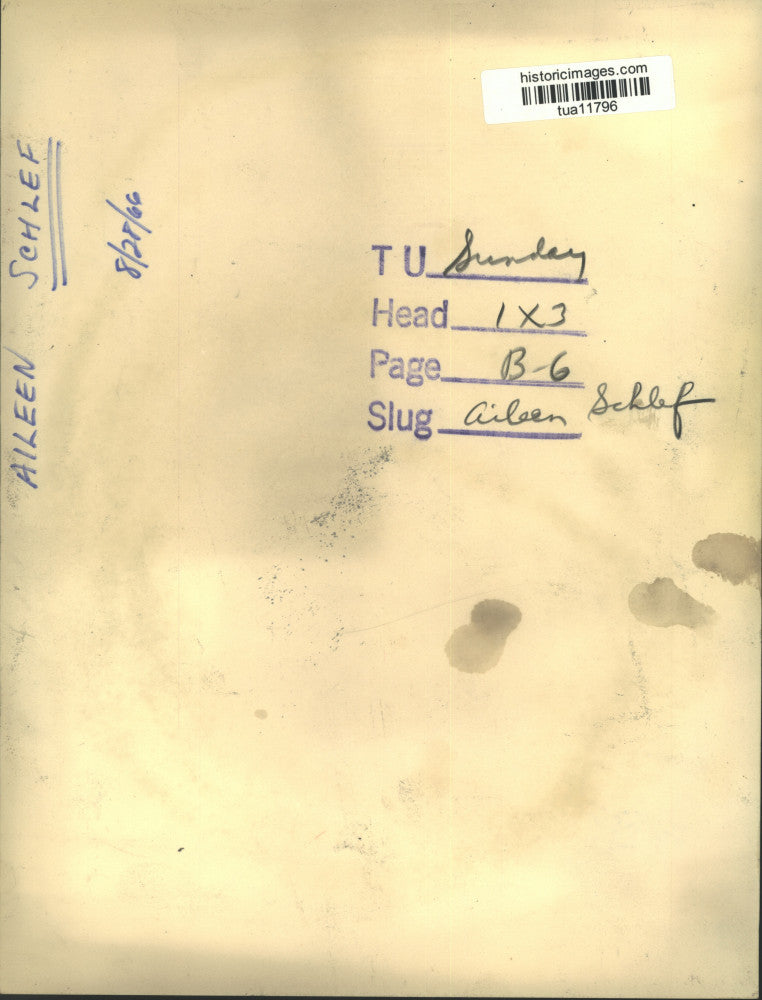 historicimages.com
tua11796
AILEEN SCHLEF
8/28/66
TU Sunday
Head 1X3
Page B-6
Slug Aileen Schlef